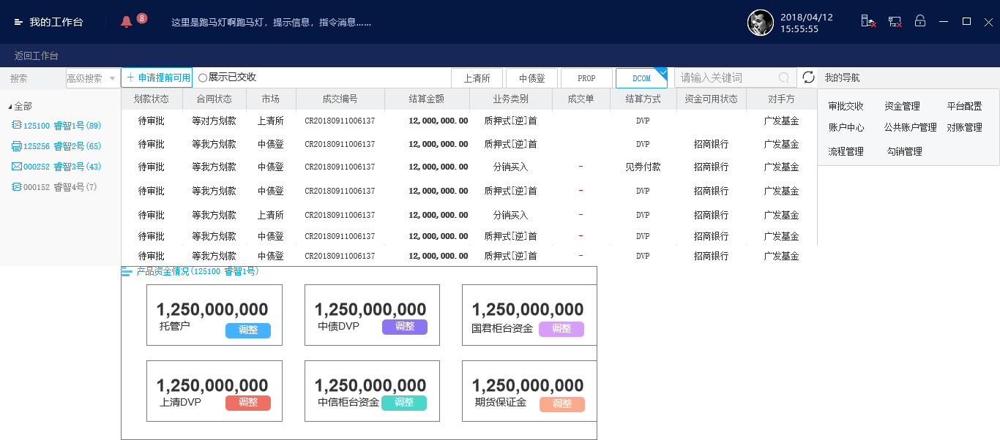 我的工作台
8
这里是跑马灯啊跑马灯，提示信息，指令消息……
2018/04/12
15:55:55
返回工作台
搜索 高级搜索 申请提前可用 展示已交收 上清所 中债登 PROP DCOM 请输入关键词 我的导航
全部
125100 睿智1号(89)
125256 睿智2号(65)
000252 睿智3号(43)
000152 睿智4号(7)
划款状态 合同状态 市场 成交编号 结算金额 业务类别 成交单 结算方式 资金可用状态 对手方
待审批 等对方划款 上清所 CR20180911006137 12,000,000.00 质押式[逆]首 DVP 广发基金
待审批 等我方划款 中债登 CR20180911006137 12,000,000.00 质押式[逆]首 DVP 招商银行 广发基金
待审批 等我方划款 中债登 CR20180911006137 12,000,000.00 分销买入 - 见券付款 招商银行 广发基金
待审批 等我方划款 中债登 CR20180911006137 12,000,000.00 质押式[逆]首 - DVP 招商银行 广发基金
待审批 等我方划款 上清所 CR20180911006137 12,000,000.00 分销买入 - DVP 招商银行 广发基金
待审批 等我方划款 中债登 CR20180911006137 12,000,000.00 质押式[逆]首 - DVP 招商银行 广发基金
待审批 等我方划款 中债登 CR20180911006137 12,000,000.00 质押式[逆]首 - DVP 招商银行 广发基金
审批交收 资金管理 平台配置
账户中心 公共账户管理 对账管理
流程管理 勾销管理
产品资金情况(125100 睿智1号)
1,250,000,000 1,250,000,000 1,250,000,000
托管户 调整 中债DVP 调整 国君柜台资金 调整
1,250,000,000 1,250,000,000 1,250,000,000
上清DVP 调整 中信柜台资金 调整 期货保证金 调整